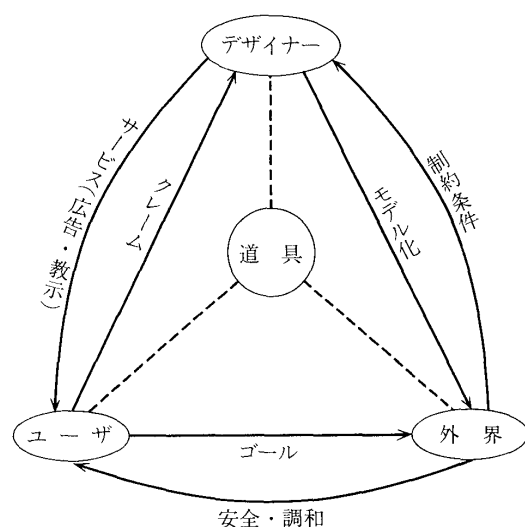 デザイナー
サービス(広告・教示)
クレーム
モデル化
制約条件
道具
ユーザ
ゴール
外界
安全・調和